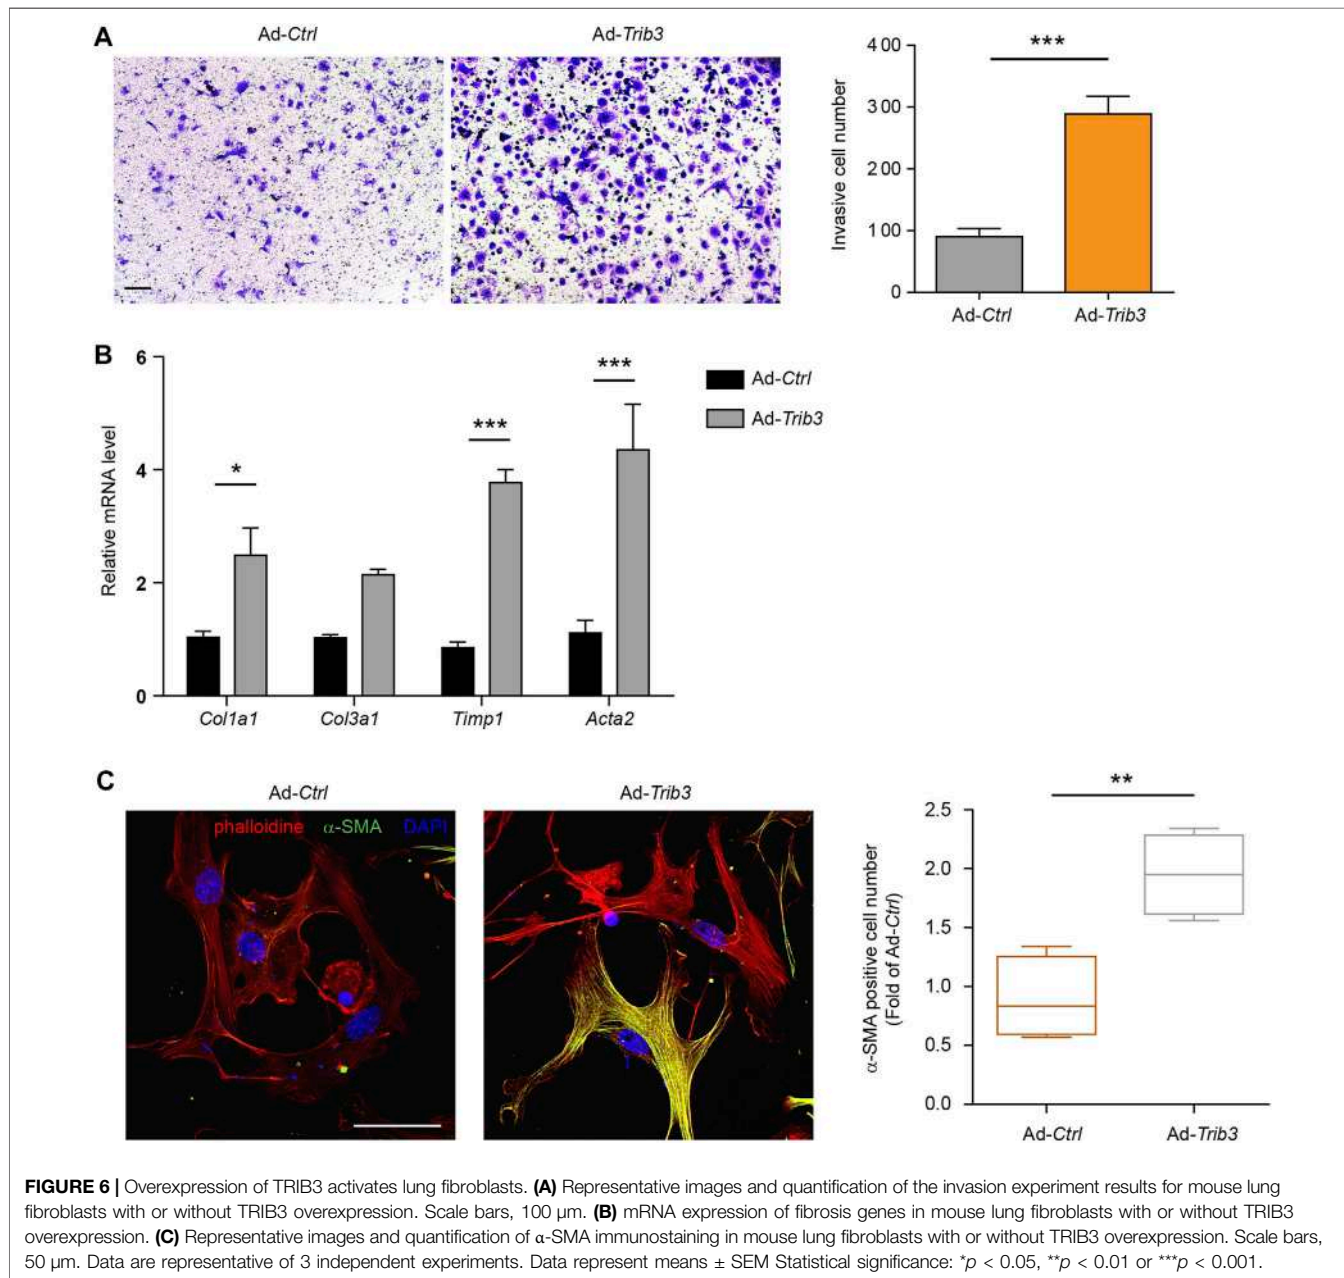 A
Ad-Ctrl
Ad-Trib3
***
400
300
200
100
0
Invasive cell number
Ad-Ctrl
Ad-Trib3
B
6
4
2
0
Relative mRNA level
*
***
***
Ad-Ctrl
Ad-Trib3
Col1a1
Col3a1
Timp1
Acta2
C
Ad-Ctrl
Ad-Trib3
phalloidine α-SMA DAPI
**
2.5
2.0
1.5
1.0
0.5
0.0
α-SMA positive cell number
(Fold of Ad-Ctrl)
Ad-Ctrl
Ad-Trib3
FIGURE 6 | Overexpression of TRIB3 activates lung fibroblasts. (A) Representative images and quantification of the invasion experiment results for mouse lung
fibroblasts with or without TRIB3 overexpression. Scale bars, 100 μm. (B) mRNA expression of fibrosis genes in mouse lung fibroblasts with or without TRIB3
overexpression. (C) Representative images and quantification of α-SMA immunostaining in mouse lung fibroblasts with or without TRIB3 overexpression. Scale bars,
50 μm. Data are representative of 3 independent experiments. Data represent means ± SEM Statistical significance: *p < 0.05, **p < 0.01 or ***p < 0.001.